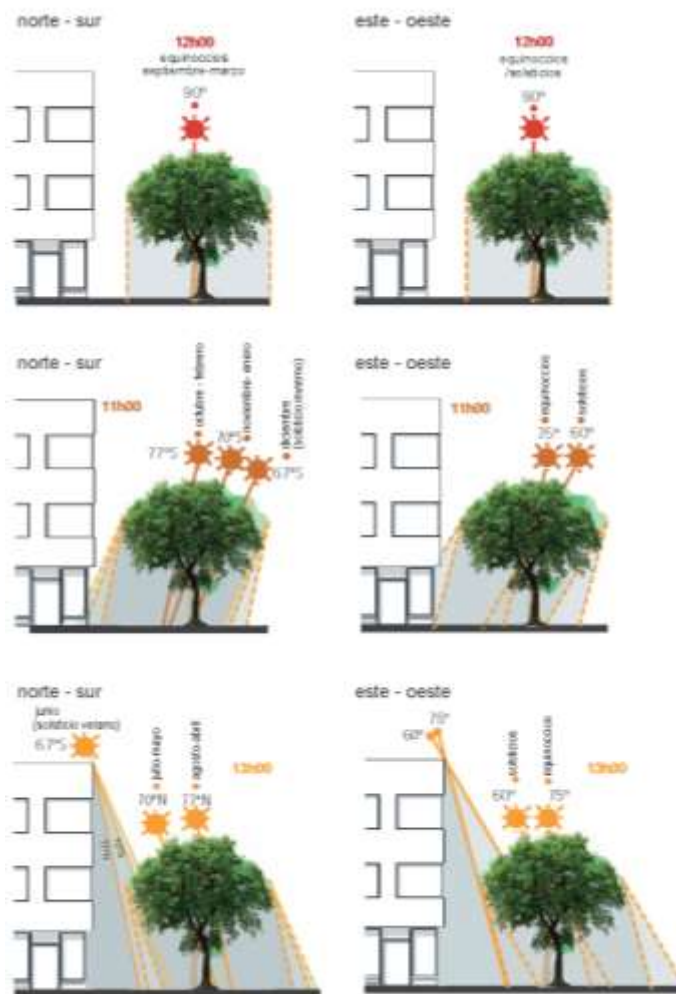 norte - sur
12h00
equinoccios
septiembre-marzo
90°
este - oeste
12h00
equinoccios
/solsticios
90°
norte - sur
11h00
77°S
octubre - febrero
70°S
noviembre- enero
67°S
diciembre
(solsticio invierno)
este - oeste
11h00
75°
equinoccios
60°
solsticios
norte - sur
junio
(solsticio verano)
67°S
70°N
julio-mayo
77°N
agosto-abril
13h00
este - oeste
75°
60°
60°
solsticios
75°
equinoccios
13h00